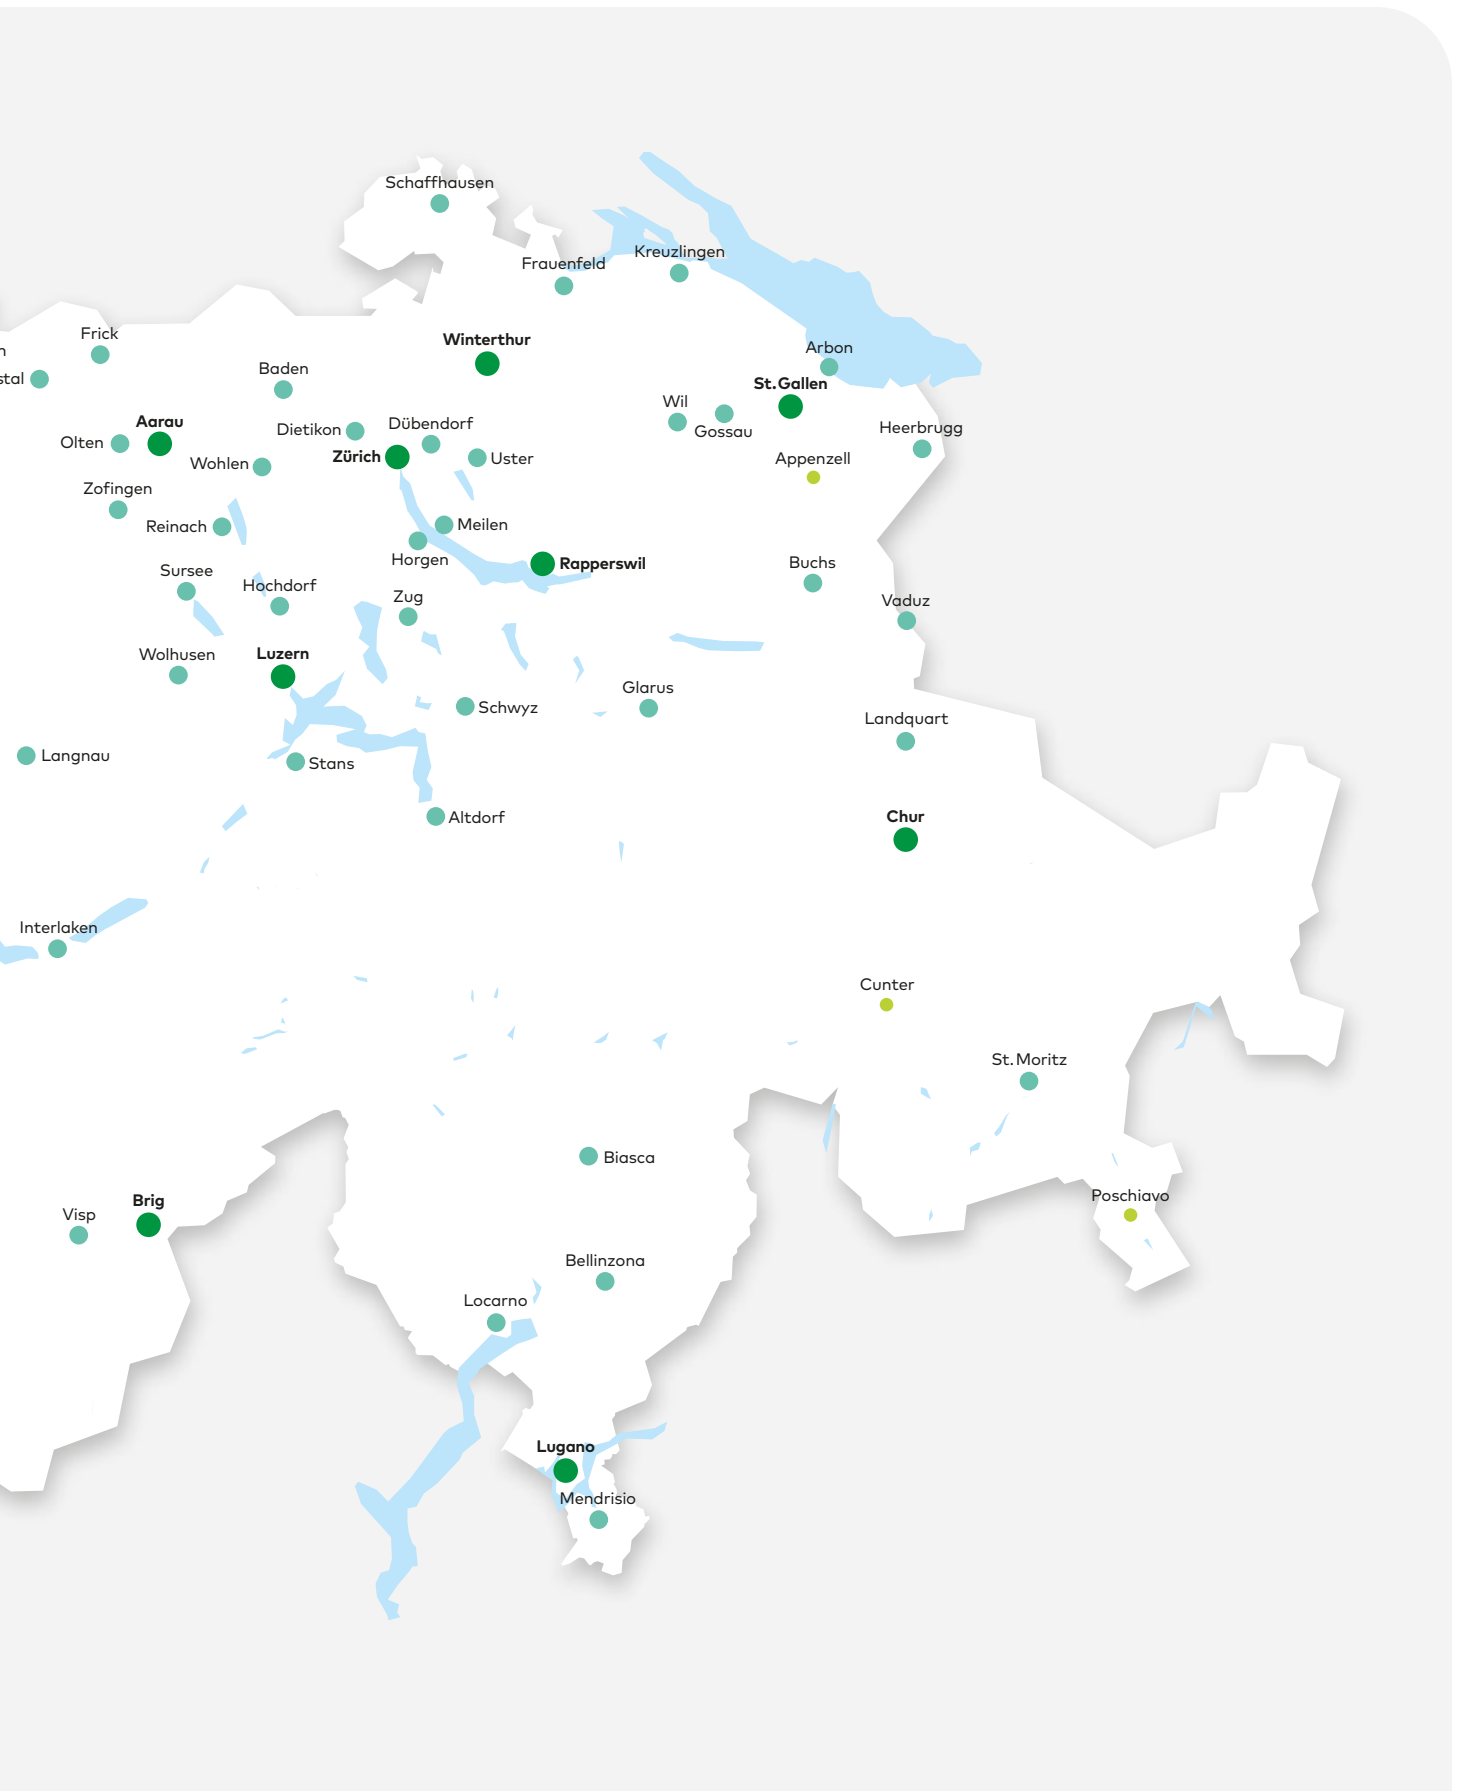 Schaffhausen
Kreuzlingen
Frauenfeld
Frick
Winterthur
Arbon
n
Baden
stal
St. Gallen
Wil
Aarau
Dübendorf
Dietikon
Gossau
Heerbrugg
Olten
Zürich
Uster
Appenzell
Wohlen
Zofingen
Reinach
Meilen
Horgen
Rapperswil
Buchs
Sursee
Hochdorf
Zug
Vaduz
Wolhusen
Luzern
Glarus
Schwyz
Landquart
Langnau
Stans
Altdorf
Chur
Interlaken
Cunter
St. Moritz
Biasca
Poschiavo
Brig
Visp
Bellinzona
Locarno
Lugano
Mendrisio